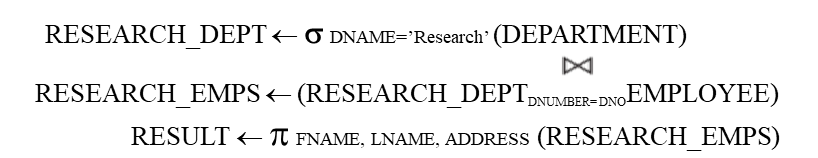 RESEARCH_DEPT ← σ DNAME=’Research’ (DEPARTMENT)
⋈
RESEARCH_EMPS ← (RESEARCH_DEPT DNUMBER=DNO EMPLOYEE)
RESULT ← π FNAME, LNAME, ADDRESS (RESEARCH_EMPS)